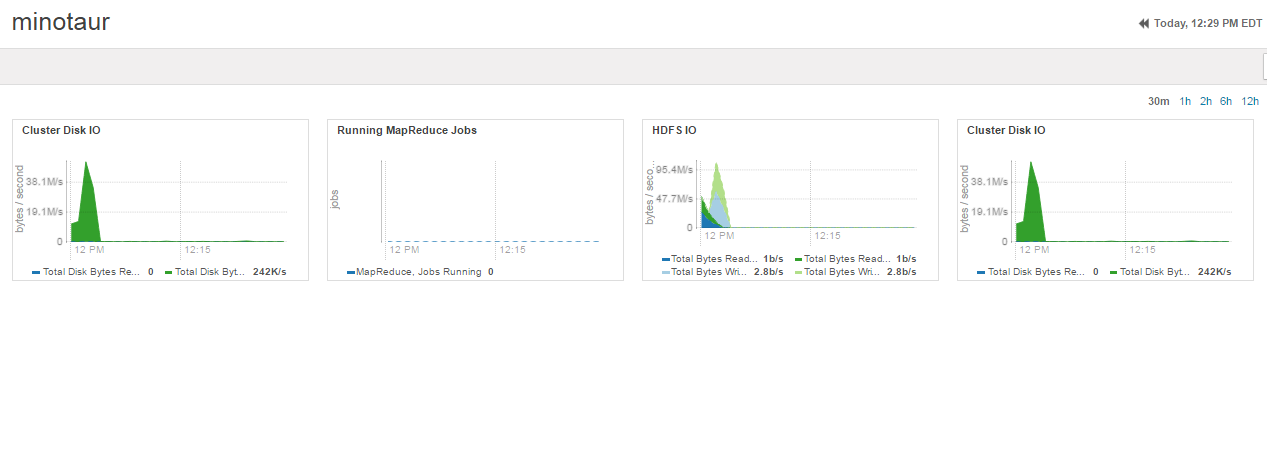 minotaur
Today, 12:29 PM EDT
30m 1h 2h 6h 12h
Cluster Disk IO
bytes / second
38.1M/s
19.1M/s
0
12 PM 12:15
Total Disk Bytes Re... 0 Total Disk Byt... 242K/s
Running MapReduce Jobs
jobs
12 PM 12:15
MapReduce, Jobs Running 0
HDFS IO
bytes / seco...
95.4M/s
47.7M/s
0
12 PM 12:15
Total Bytes Read... 1b/s Total Bytes Read... 1b/s
Total Bytes Wri... 2.8b/s Total Bytes Wri... 2.8b/s
Cluster Disk IO
bytes / second
38.1M/s
19.1M/s
0
12 PM 12:15
Total Disk Bytes Re... 0 Total Disk Byt... 242K/s